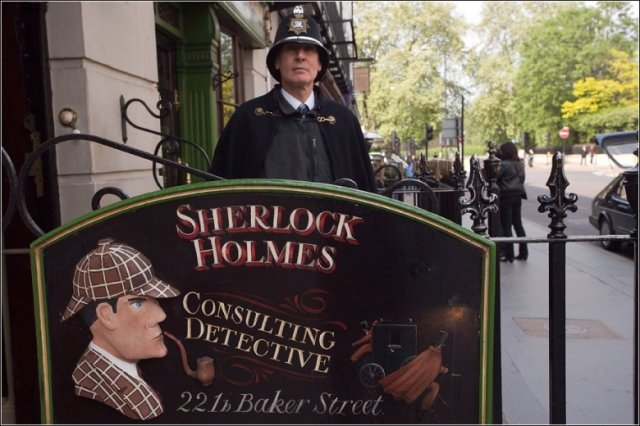 SHERLOCK
HOLMES
CONSULTING
DETECTIVE
221b Baker Street